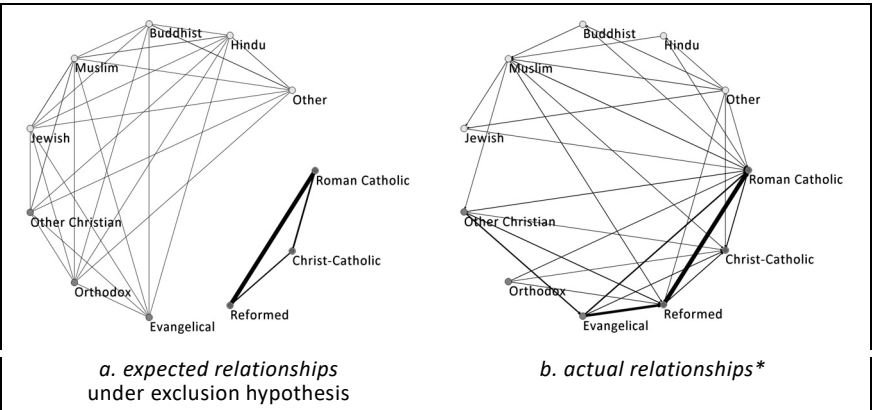 Buddhist
Hindu
Muslim
Other
Jewish
Roman Catholic
Other Christian
Christ-Catholic
Orthodox
Reformed
Evangelical
a. expected relationships
under exclusion hypothesis
Buddhist
Hindu
Muslim
Other
Jewish
Roman Catholic
Other Christian
Christ-Catholic
Orthodox
Reformed
Evangelical
b. actual relationships*